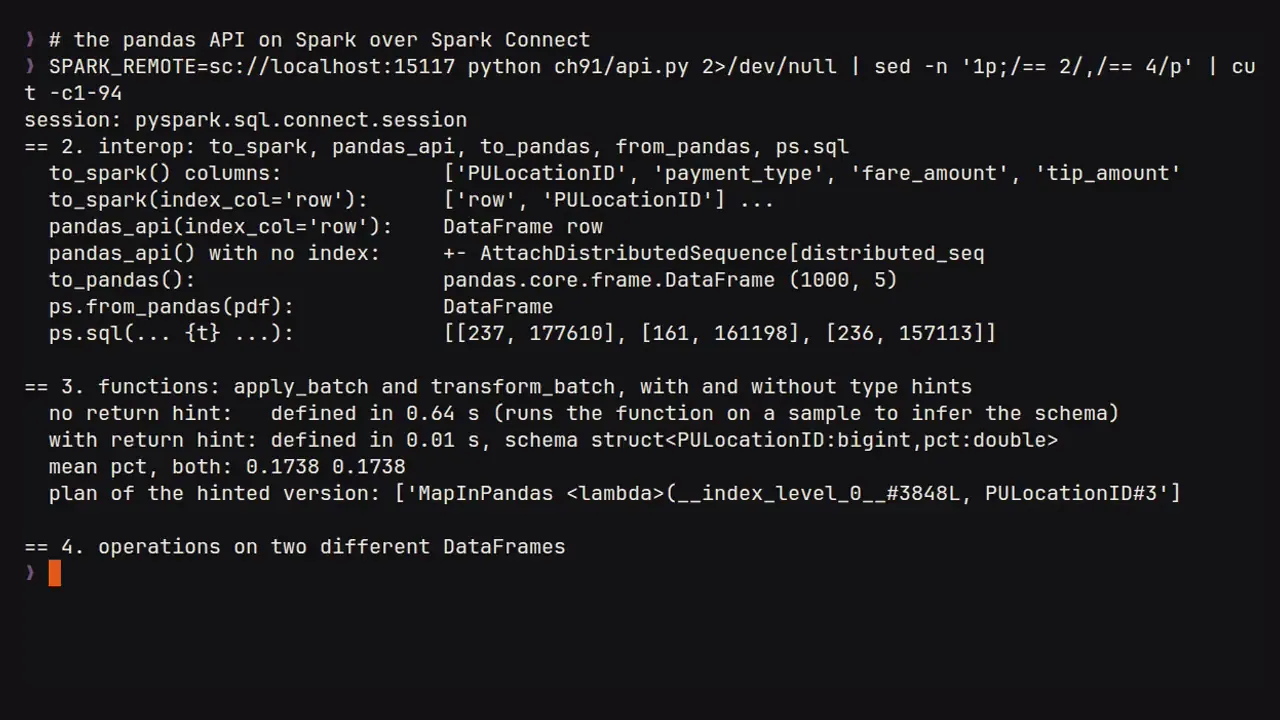 ❯ # the pandas API on Spark over Spark Connect
❯ SPARK_REMOTE=sc://localhost:15117 python ch91/api.py 2>/dev/null | sed -n '1p;/== 2/,/== 4/p' | cu
t -c1-94
session: pyspark.sql.connect.session
== 2. interop: to_spark, pandas_api, to_pandas, from_pandas, ps.sql
  to_spark() columns:             ['PULocationID', 'payment_type', 'fare_amount', 'tip_amount'
  to_spark(index_col='row'):      ['row', 'PULocationID'] ...
  pandas_api(index_col='row'):    DataFrame row
  pandas_api() with no index:     +- AttachDistributedSequence[distributed_seq
  to_pandas():                    pandas.core.frame.DataFrame (1000, 5)
  ps.from_pandas(pdf):            DataFrame
  ps.sql(... {t} ...):            [[237, 177610], [161, 161198], [236, 157113]]

== 3. functions: apply_batch and transform_batch, with and without type hints
  no return hint:   defined in 0.64 s (runs the function on a sample to infer the schema)
  with return hint: defined in 0.01 s, schema struct<PULocationID:bigint,pct:double>
  mean pct, both: 0.1738 0.1738
  plan of the hinted version: ['MapInPandas <lambda>(__index_level_0__#3848L, PULocationID#3']

== 4. operations on two different DataFrames
❯